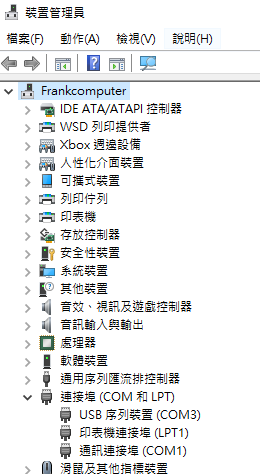 裝置管理員
檔案(F) 動作(A) 檢視(V) 說明(H)
Frankcomputer
IDE ATA/ATAPI 控制器
WSD 列印提供者
Xbox 週邊設備
人性化介面裝置
可攜式裝置
列印佇列
印表機
存放控制器
安全性裝置
系統裝置
其他裝置
音效、視訊及遊戲控制器
音訊輸入與輸出
處理器
軟體裝置
通用序列匯流排控制器
連接埠 (COM 和 LPT)
USB 序列裝置 (COM3)
印表機連接埠 (LPT1)
通訊連接埠 (COM1)
滑鼠及其他指標裝置